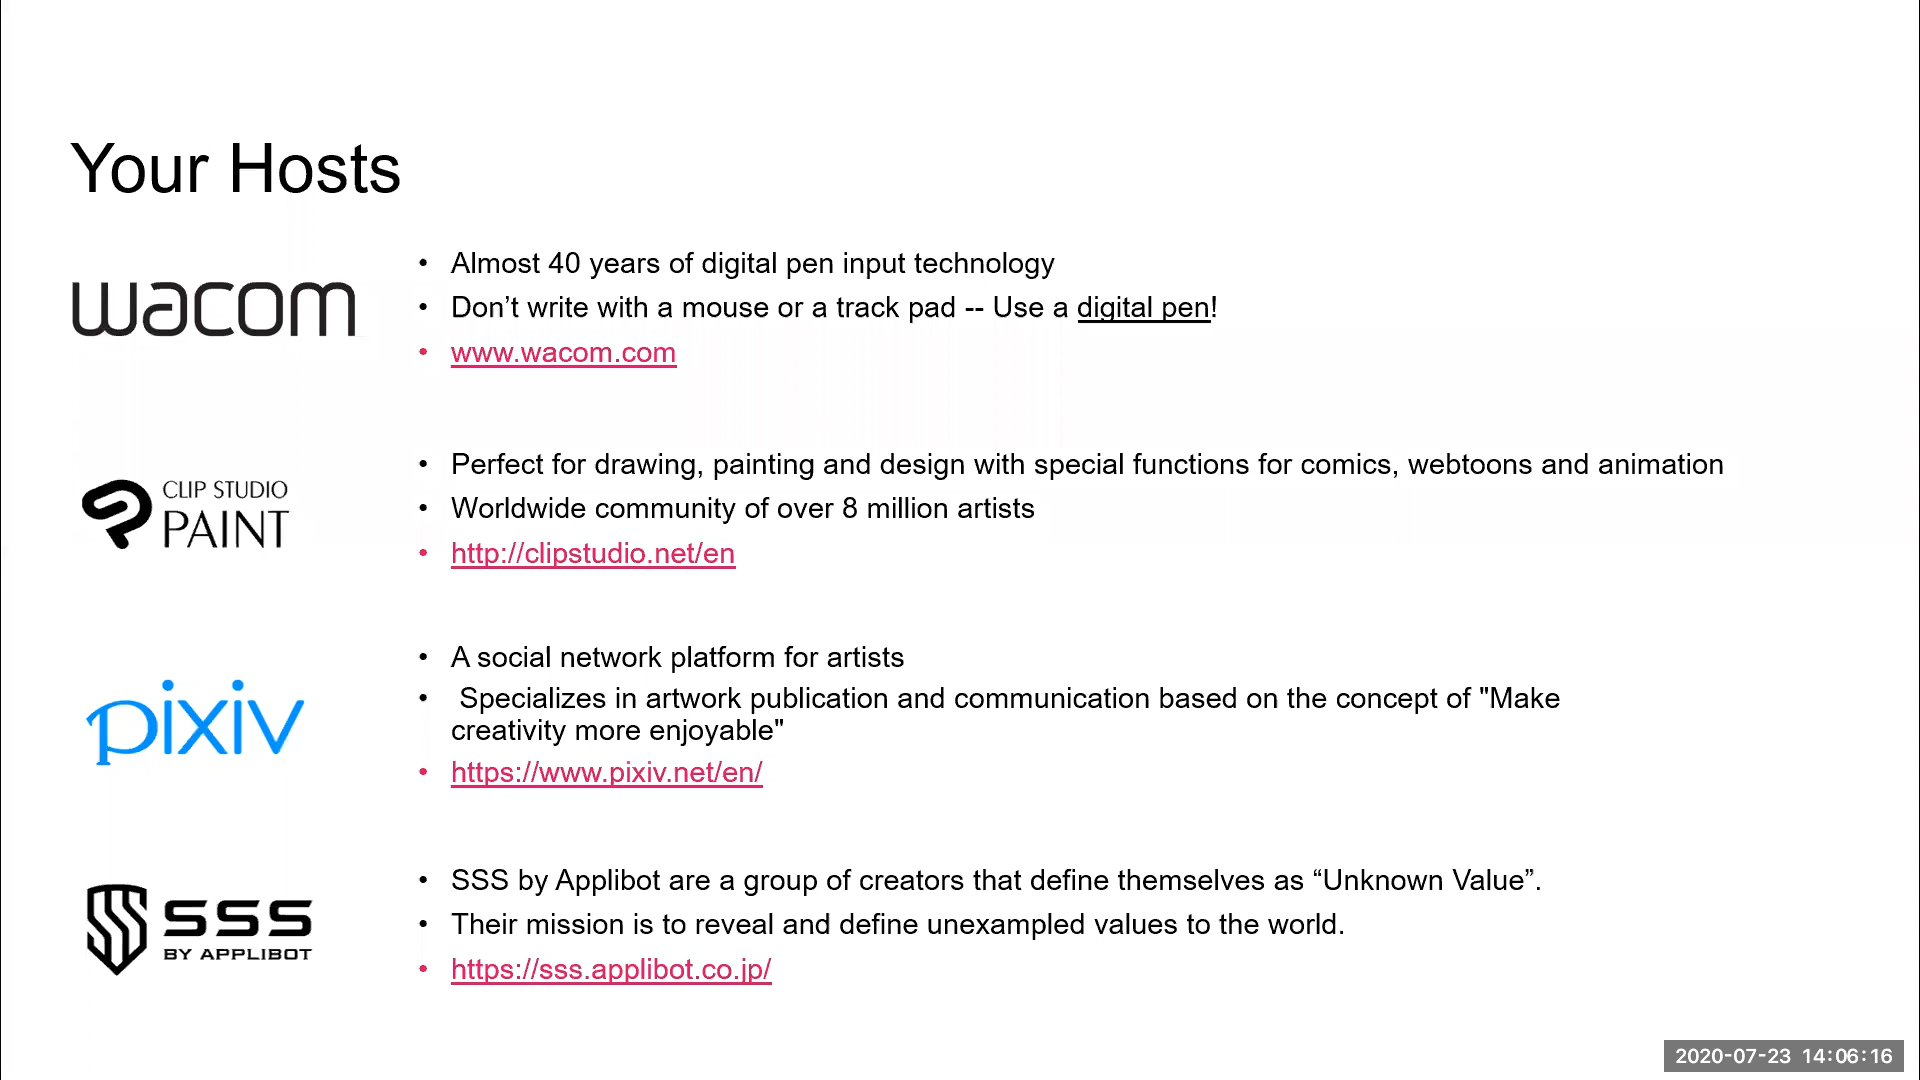 Your Hosts
wacom
• Almost 40 years of digital pen input technology
• Don’t write with a mouse or a track pad -- Use a digital pen!
• www.wacom.com
CLIP STUDIO
PAINT
• Perfect for drawing, painting and design with special functions for comics, webtoons and animation
• Worldwide community of over 8 million artists
• http://clipstudio.net/en
pixiv
• A social network platform for artists
• Specializes in artwork publication and communication based on the concept of "Make
creativity more enjoyable"
• https://www.pixiv.net/en/
SSS
BY APPLIBOT
• SSS by Applibot are a group of creators that define themselves as “Unknown Value”.
• Their mission is to reveal and define unexampled values to the world.
• https://sss.applibot.co.jp/
2020-07-23 14:06:16